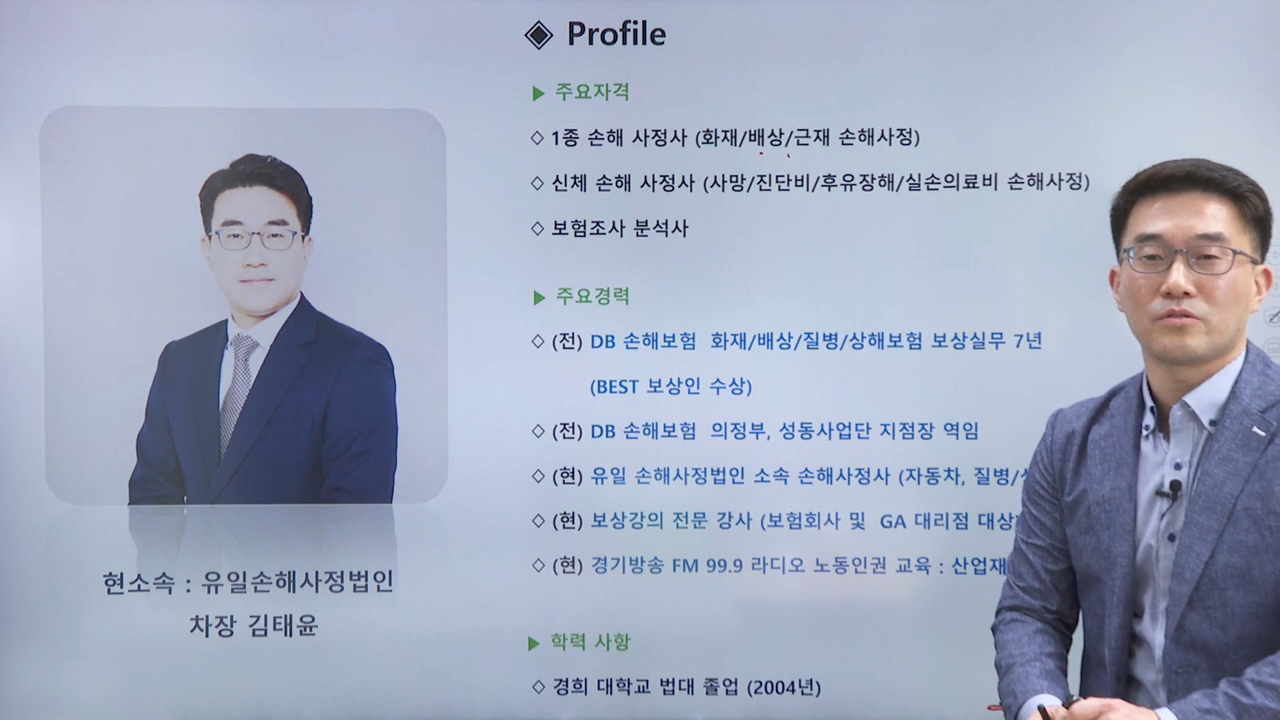 ◈ Profile
▶ 주요자격
◇ 1종 손해 사정사 (화재/배상/근재 손해사정)
◇ 신체 손해 사정사 (사망/진단비/후유장해/실손의료비 손해사정)
◇ 보험조사 분석사
▶ 주요경력
◇ (전) DB 손해보험 화재/배상/질병/상해보험 보상실무 7년
(BEST 보상인 수상)
◇ (전) DB 손해보험 의정부, 성동사업단 지점장 역임
◇ (현) 유일 손해사정법인 소속 손해사정사 (자동차, 질병/
◇ (현) 보상강의 전문 강사 (보험회사 및 GA 대리점 대상
◇ (현) 경기방송 FM 99.9 라디오 노동인권 교육 : 산업재
▶ 학력 사항
◇ 경희 대학교 법대 졸업 (2004년)
현소속 : 유일손해사정법인
차장 김태윤